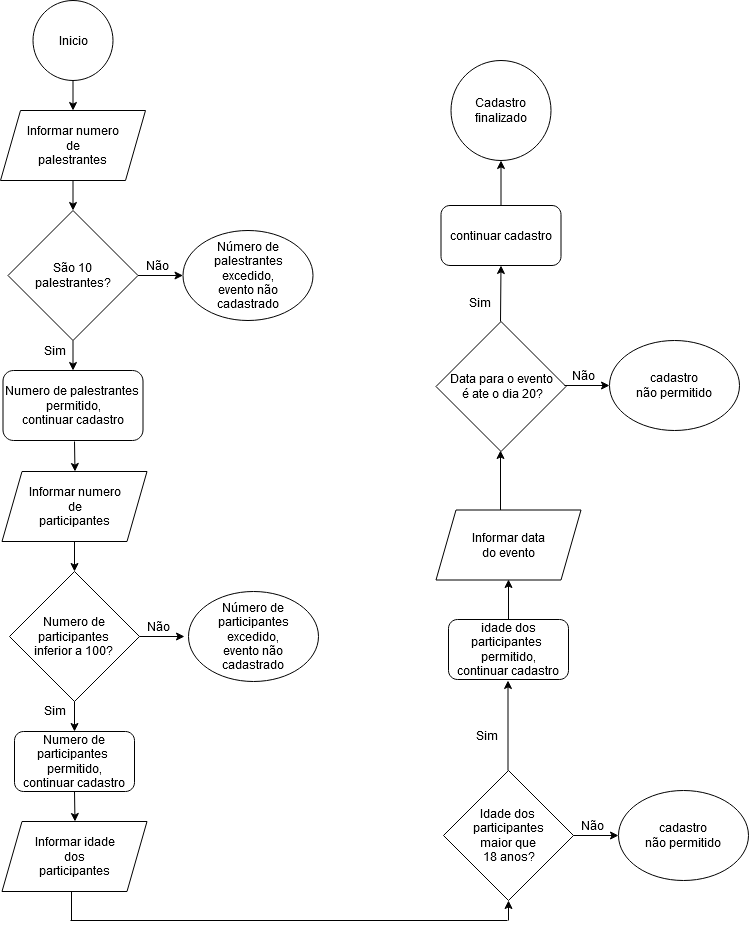 Inicio
Informar numero
de
palestrantes
São 10
palestrantes?
Não
Número de
palestrantes
excedido,
evento não
cadastrado
Sim
Numero de palestrantes
permitido,
continuar cadastro
Informar numero
de
participantes
Numero de
participantes
inferior a 100?
Não
Número de
participantes
excedido,
evento não
cadastrado
Sim
Numero de
participantes
permitido,
continuar cadastro
Informar idade
dos
participantes
Idade dos
participantes
maior que
18 anos?
Não
cadastro
não permitido
Sim
idade dos
participantes
permitido,
continuar cadastro
Informar data
do evento
Data para o evento
é ate o dia 20?
Não
cadastro
não permitido
Sim
continuar cadastro
Cadastro
finalizado